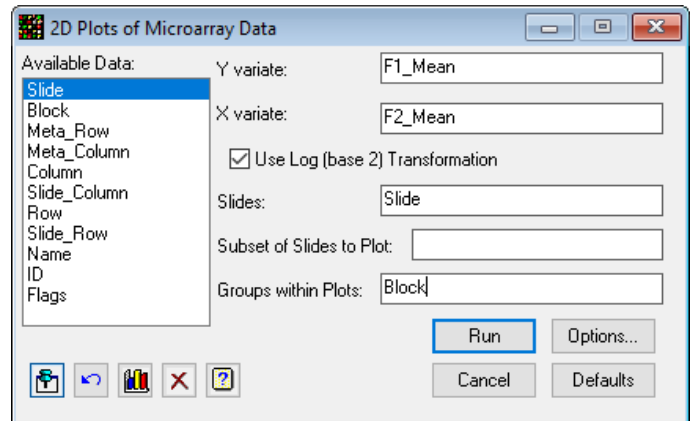 2D Plots of Microarray Data
Available Data:
Slide
Block
Meta_Row
Meta_Column
Column
Slide_Column
Row
Slide_Row
Name
ID
Flags
Y variate: F1_Mean
X variate: F2_Mean
Use Log (base 2) Transformation
Slides: Slide
Subset of Slides to Plot:
Groups within Plots: Block
Run Options...
Cancel Defaults